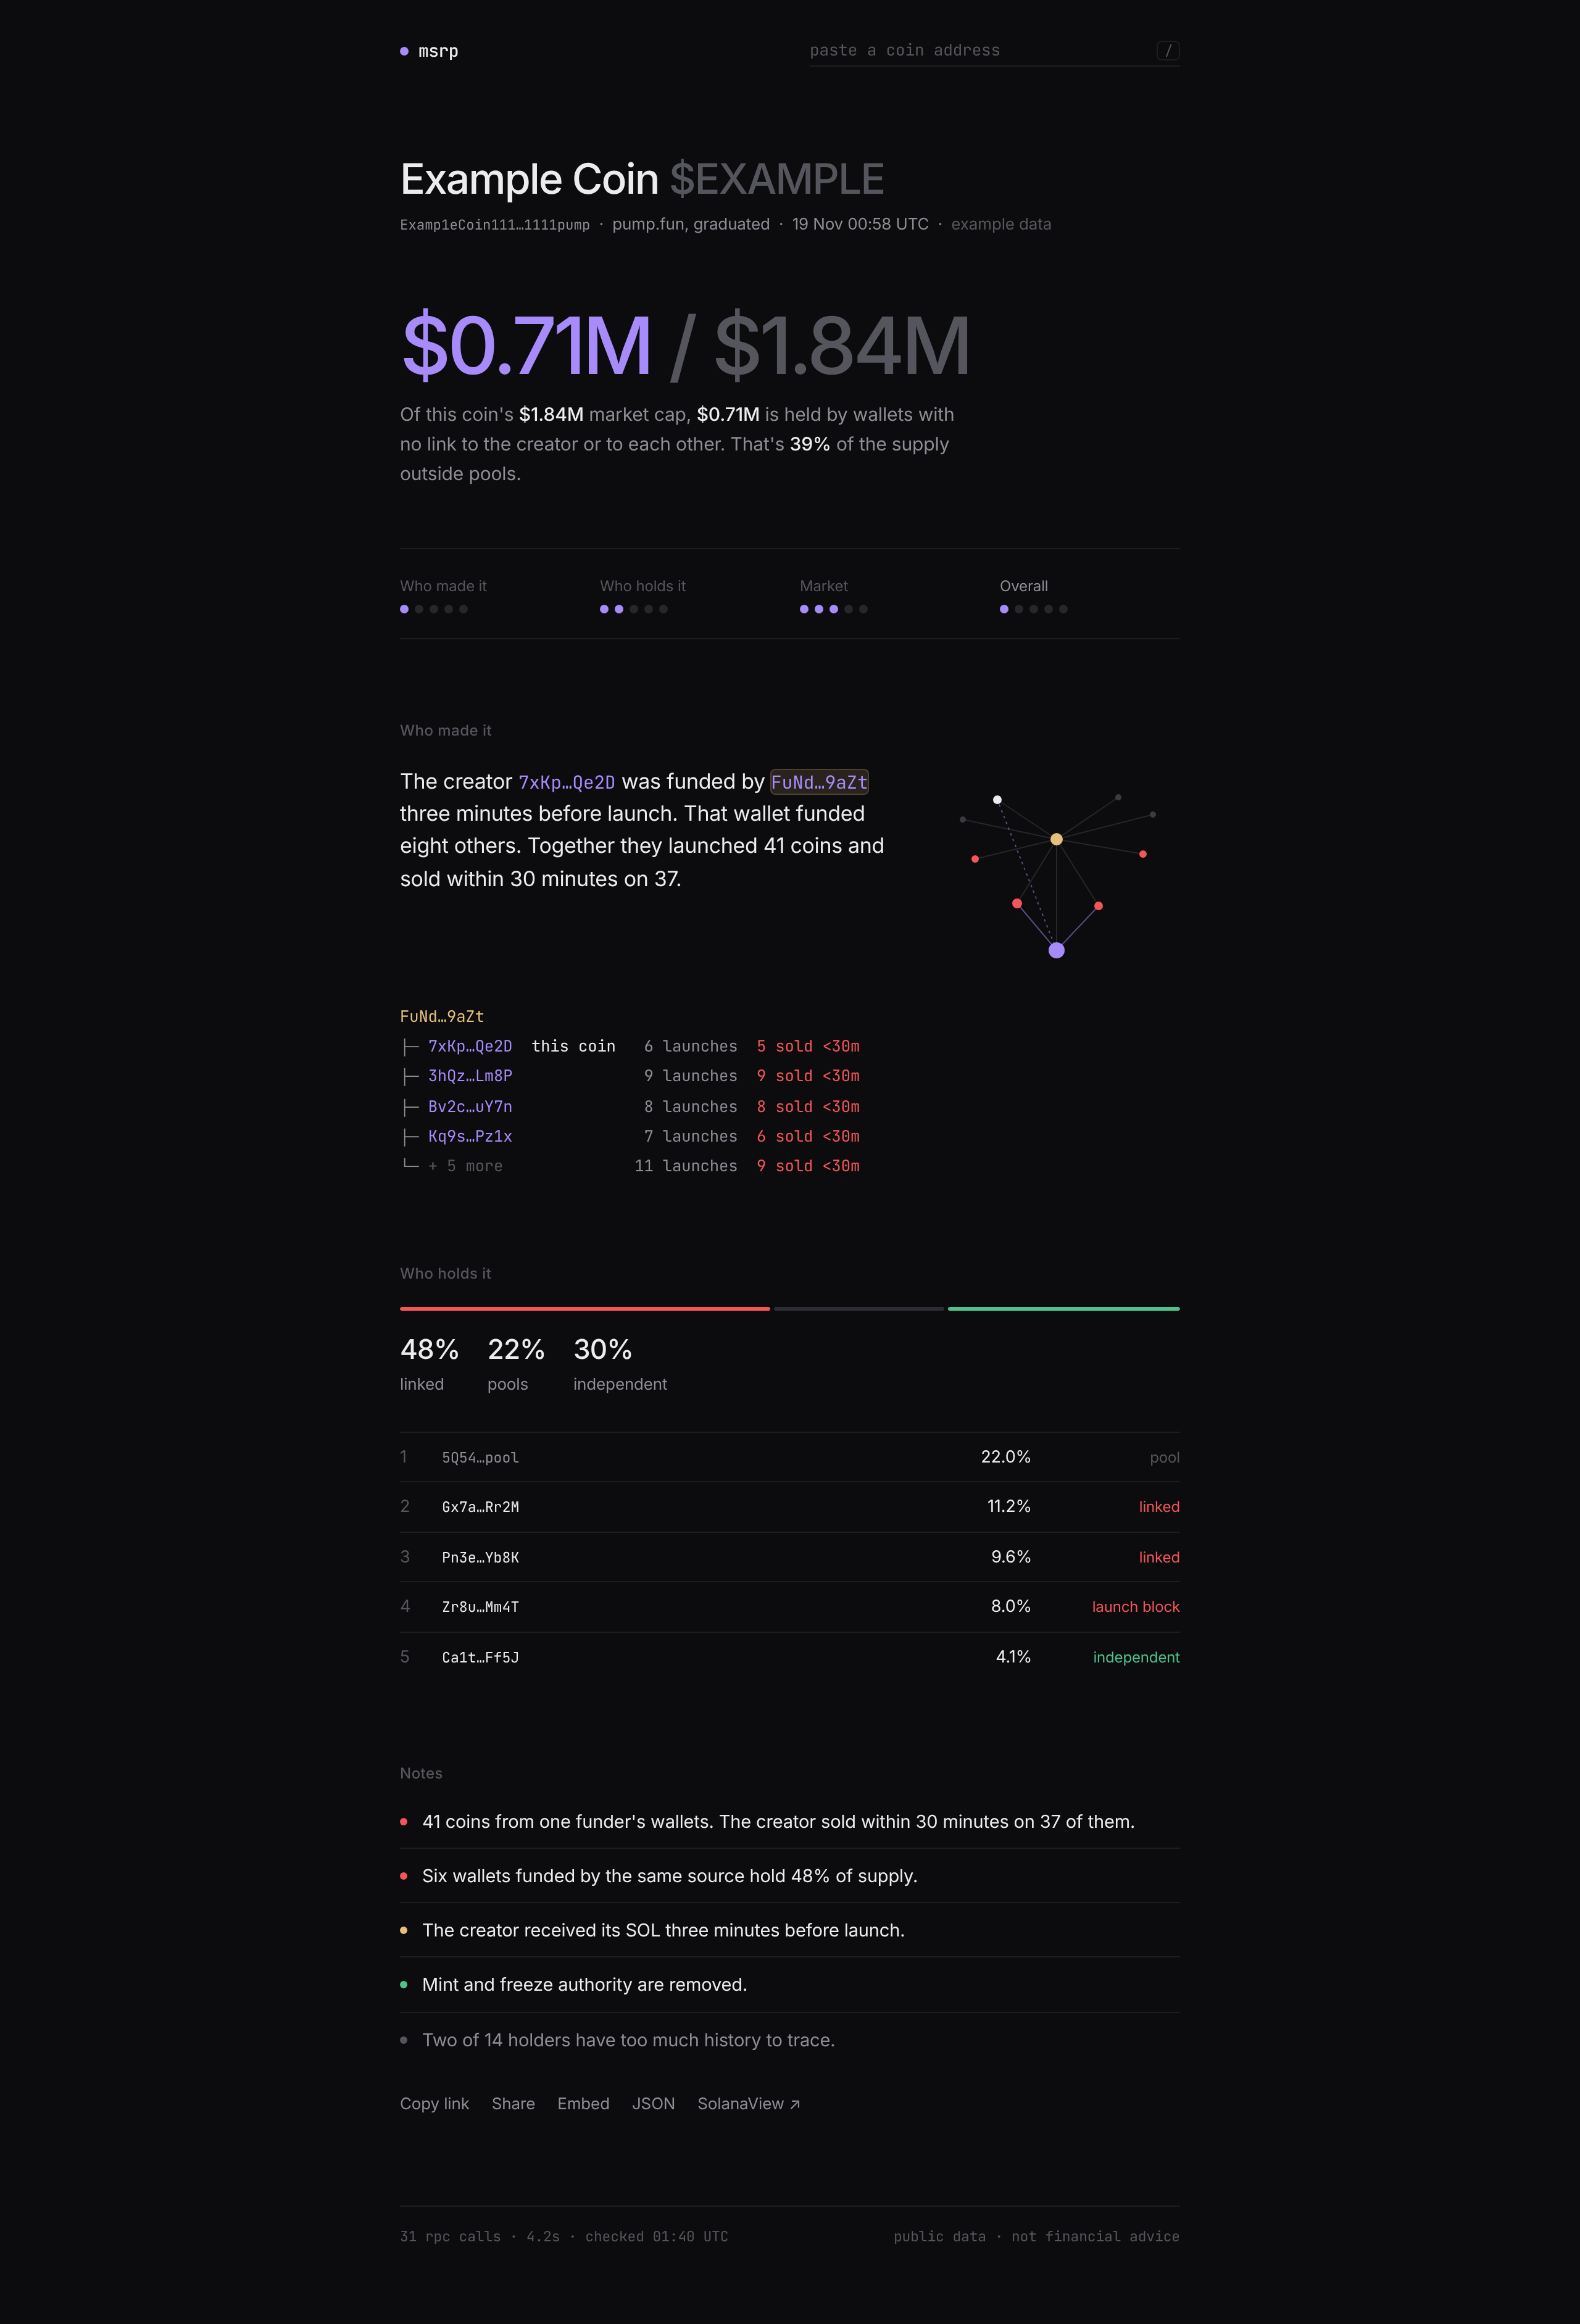 msrp
paste a coin address /
Example Coin $EXAMPLE
Examp1eCoin111…1111pump · pump.fun, graduated · 19 Nov 00:58 UTC · example data
$0.71M / $1.84M
Of this coin's $1.84M market cap, $0.71M is held by wallets with
no link to the creator or to each other. That's 39% of the supply
outside pools.
Who made it Who holds it Market Overall
Who made it
The creator 7xKp…Qe2D was funded by FuNd…9aZt
three minutes before launch. That wallet funded
eight others. Together they launched 41 coins and
sold within 30 minutes on 37.
FuNd…9aZt
├─ 7xKp…Qe2D this coin 6 launches 5 sold <30m
├─ 3hQz…Lm8P 9 launches 9 sold <30m
├─ Bv2c…uY7n 8 launches 8 sold <30m
├─ Kq9s…Pz1x 7 launches 6 sold <30m
└─ + 5 more 11 launches 9 sold <30m
Who holds it
48% 22% 30%
linked pools independent
1 5Q54…pool 22.0% pool
2 Gx7a…Rr2M 11.2% linked
3 Pn3e…Yb8K 9.6% linked
4 Zr8u…Mm4T 8.0% launch block
5 Ca1t…Ff5J 4.1% independent
Notes
41 coins from one funder's wallets. The creator sold within 30 minutes on 37 of them.
Six wallets funded by the same source hold 48% of supply.
The creator received its SOL three minutes before launch.
Mint and freeze authority are removed.
Two of 14 holders have too much history to trace.
Copy link Share Embed JSON SolanaView ↗
31 rpc calls · 4.2s · checked 01:40 UTC public data · not financial advice